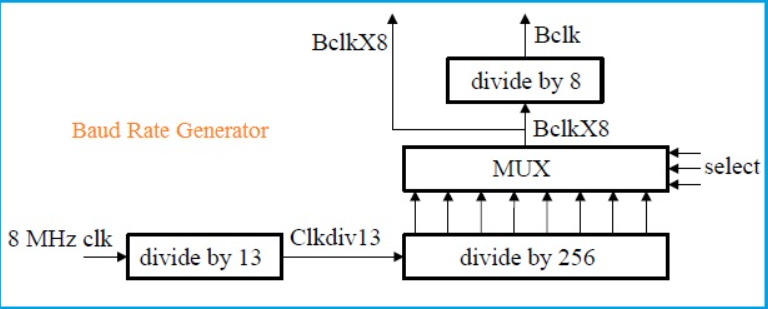 BclkX8
Bclk
divide by 8
Baud Rate Generator
BclkX8
MUX
select
8 MHz clk
divide by 13
Clkdiv13
divide by 256